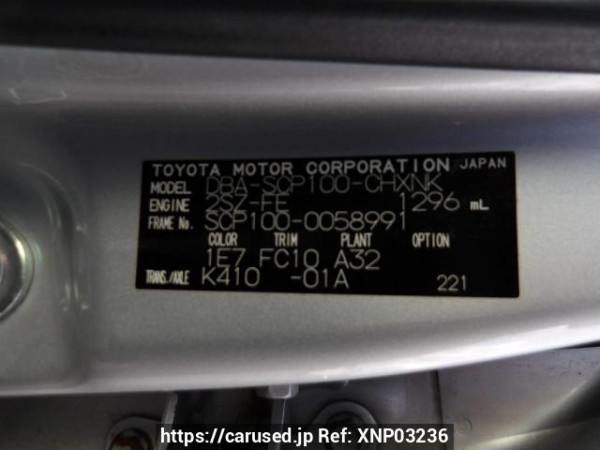 TOYOTA MOTOR CORPORATION JAPAN
MODEL DBA-SCP100-CHXNK
ENGINE 2SZ-FE 1296 mL
FRAME No. SCP100-0058991
COLOR TRIM PLANT OPTION
1E7 FC10 A32
TRANS./AXLE K410 -01A 221
https://carused.jp Ref: XNP03236